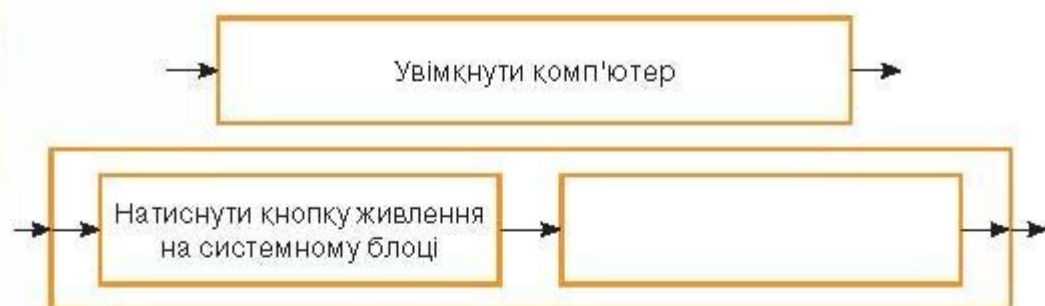 Увімкнути комп'ютер
Натиснути кнопку живлення
на системному блоці